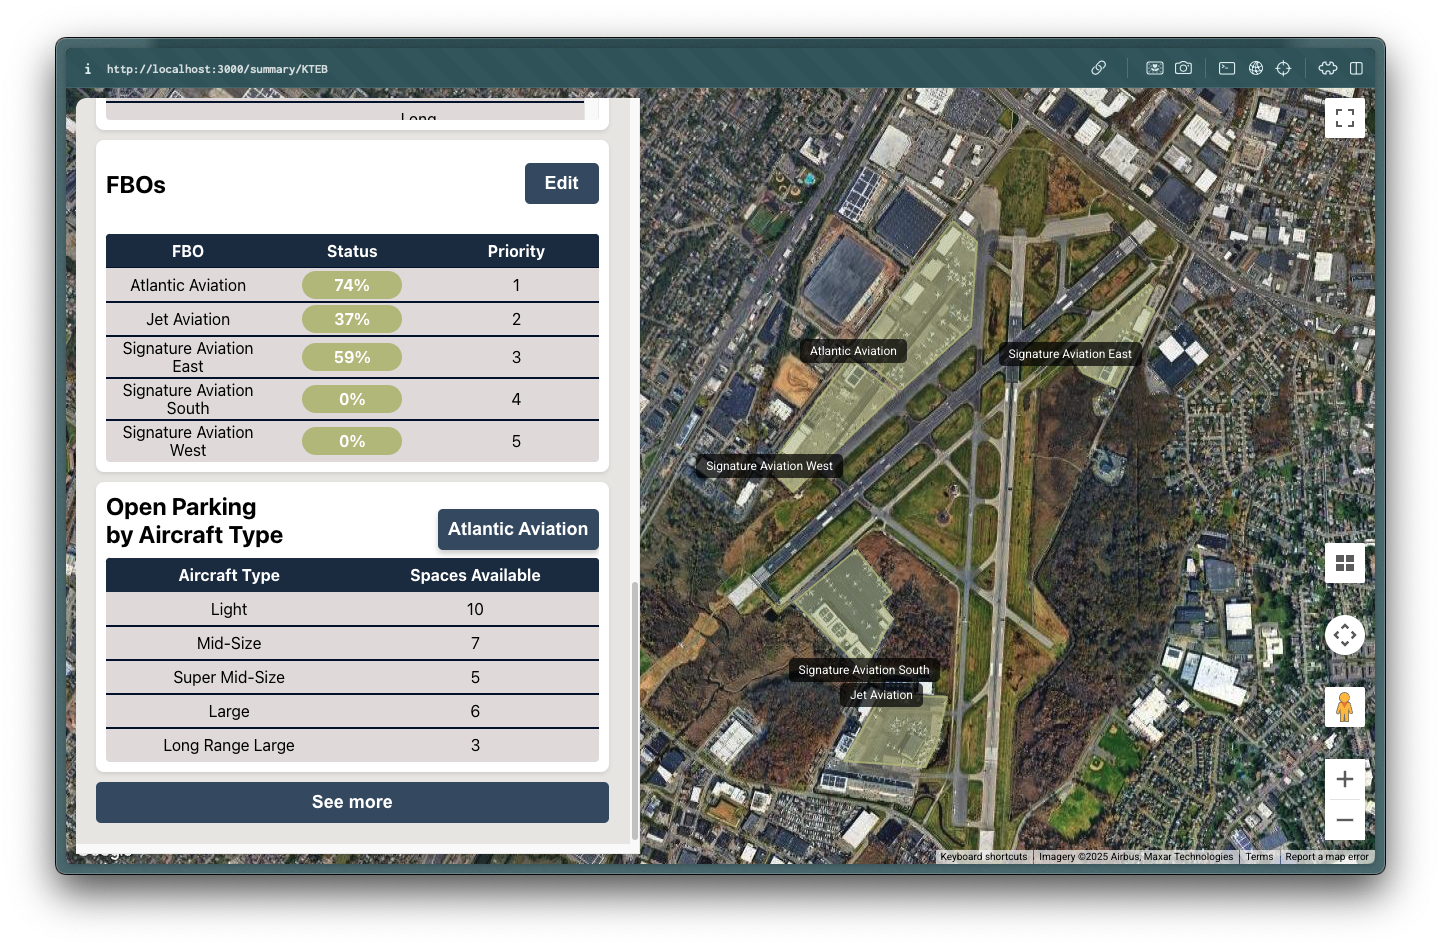 i http://localhost:3000/summary/KTEB
Long
FBOs
Edit
FBO Status Priority
Atlantic Aviation 74% 1
Jet Aviation 37% 2
Signature Aviation
East 59% 3
Signature Aviation
South 0% 4
Signature Aviation
West 0% 5
Open Parking
by Aircraft Type
Atlantic Aviation
Aircraft Type Spaces Available
Light 10
Mid-Size 7
Super Mid-Size 5
Large 6
Long Range Large 3
See more
Atlantic Aviation
Signature Aviation East
Signature Aviation West
Signature Aviation South
Jet Aviation
Keyboard shortcuts Imagery ©2025 Airbus, Maxar Technologies Terms Report a map error